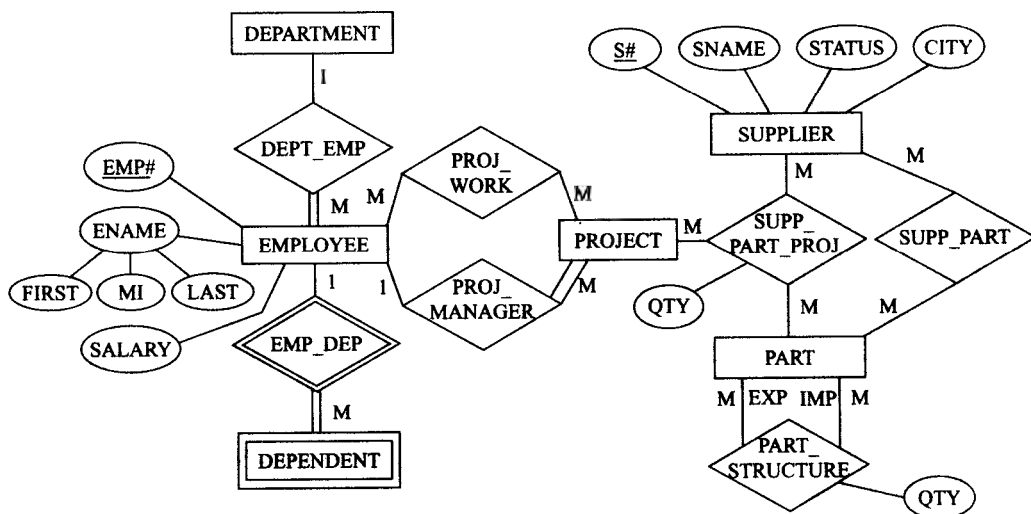 DEPARTMENT
I
DEPT_EMP
M
EMP#
ENAME
FIRST
MI
LAST
SALARY
EMPLOYEE
1
EMP_DEP
M
DEPENDENT
M
PROJ_
WORK
M
1
PROJ_
MANAGER
M
PROJECT
M
S#
SNAME
STATUS
CITY
SUPPLIER
M
M
SUPP_
PART_PROJ
SUPP_PART
QTY
M
M
PART
M
EXP
IMP
M
PART_
STRUCTURE
QTY